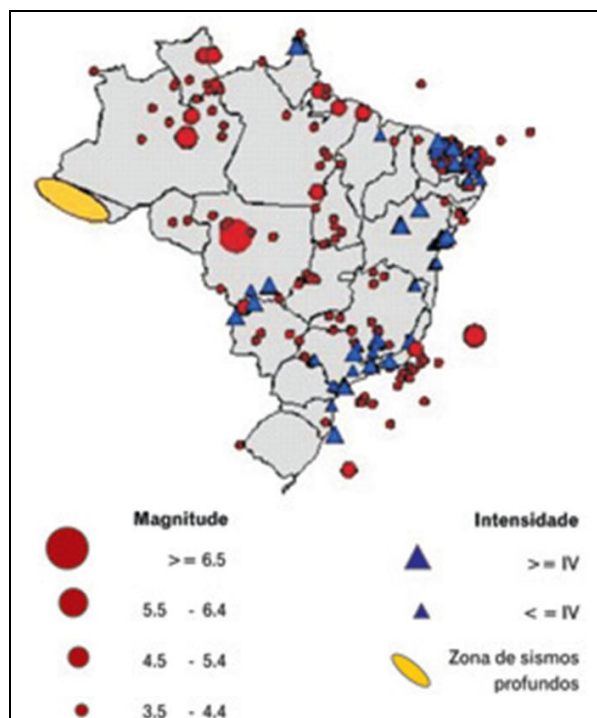 Magnitude
>= 6.5
5.5 - 6.4
4.5 - 5.4
3.5 - 4.4
Intensidade
>= IV
<= IV
Zona de sismos
profundos